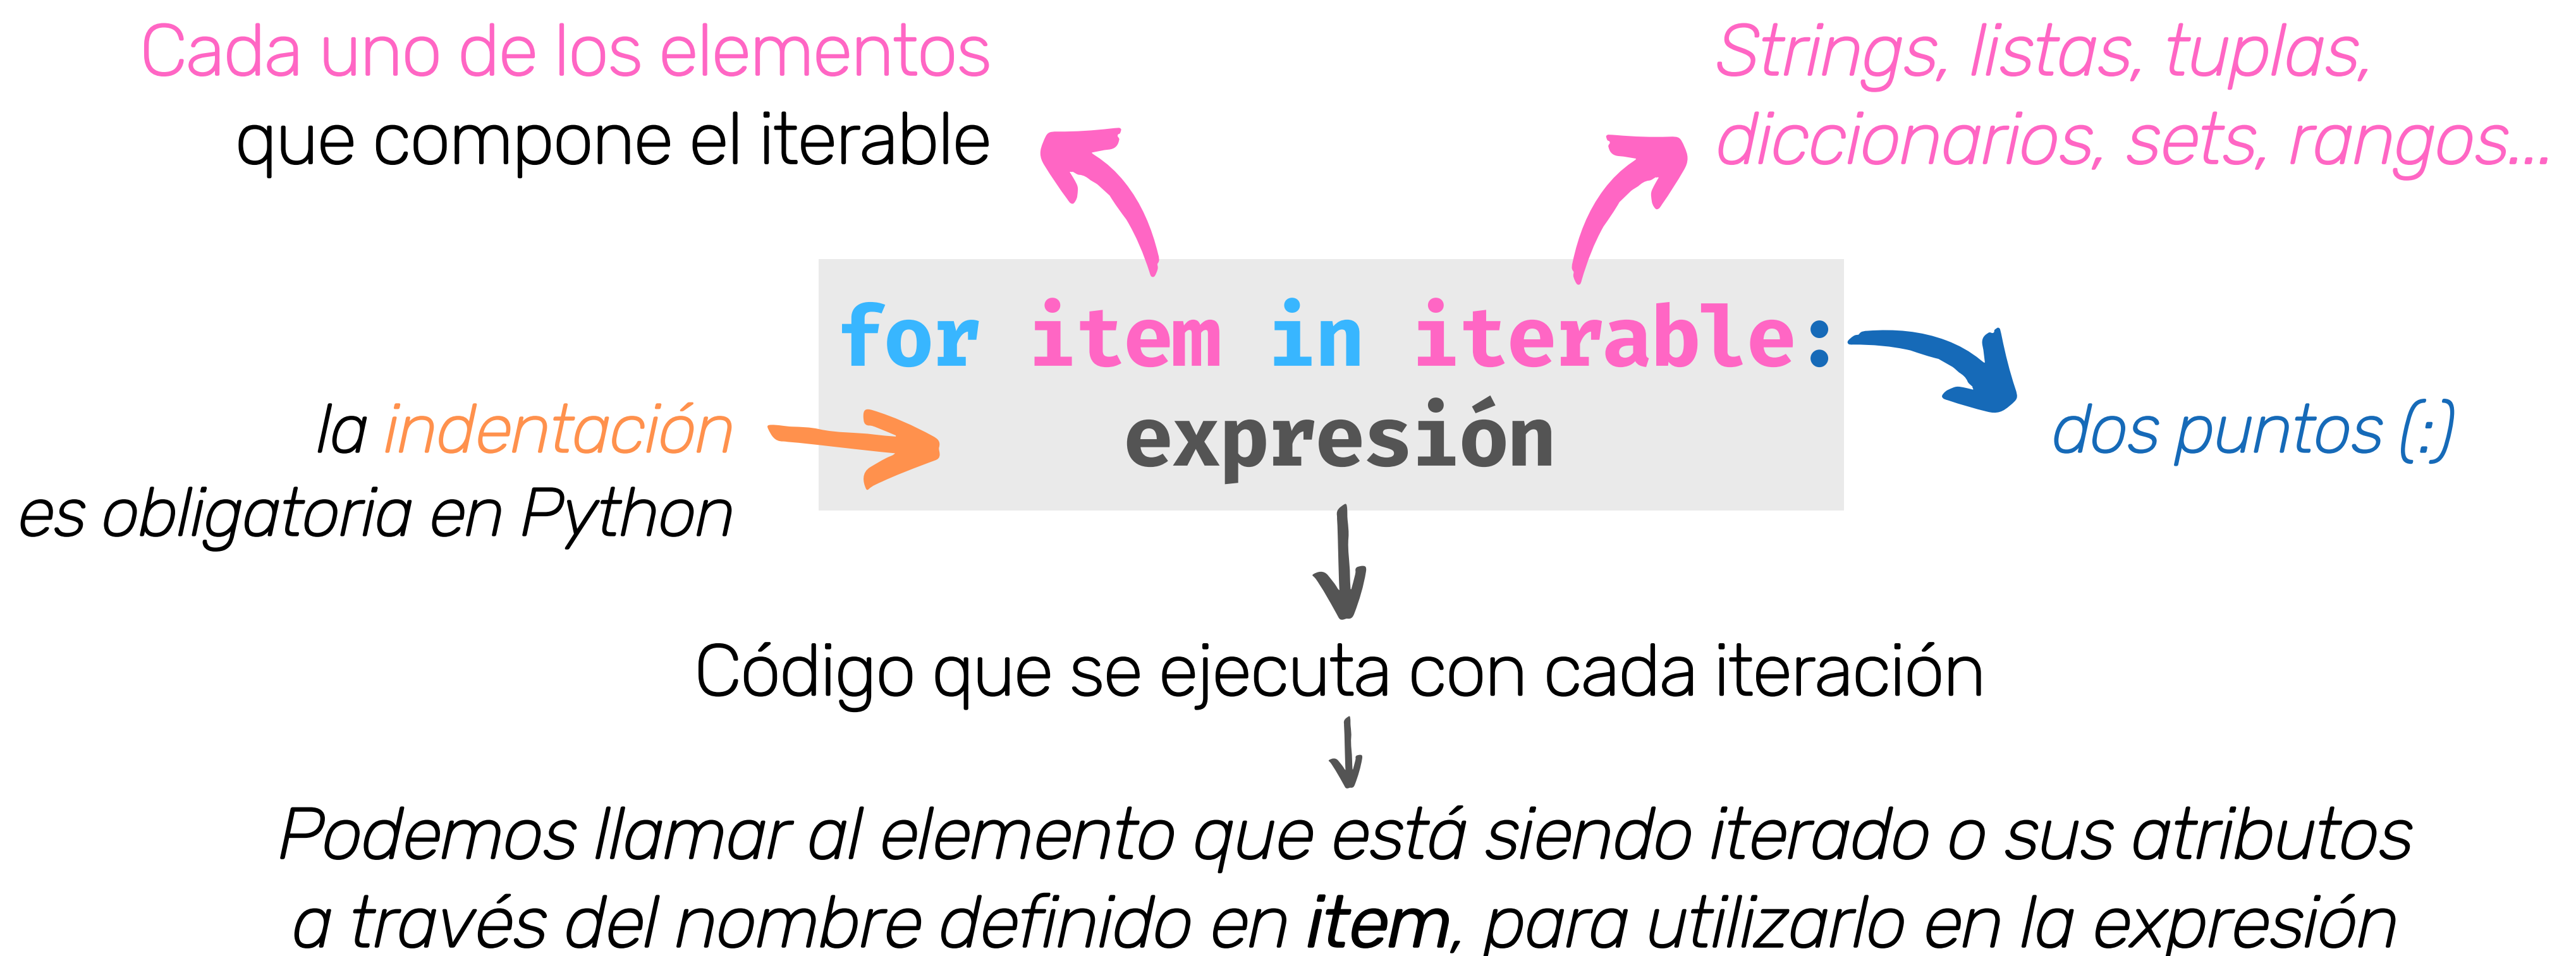 Cada uno de los elementos
que compone el iterable
Strings, listas, tuplas,
diccionarios, sets, rangos...
for item in iterable:
expresión
la indentación
es obligatoria en Python
dos puntos (:)
Código que se ejecuta con cada iteración
Podemos llamar al elemento que está siendo iterado o sus atributos
a través del nombre definido en item, para utilizarlo en la expresión